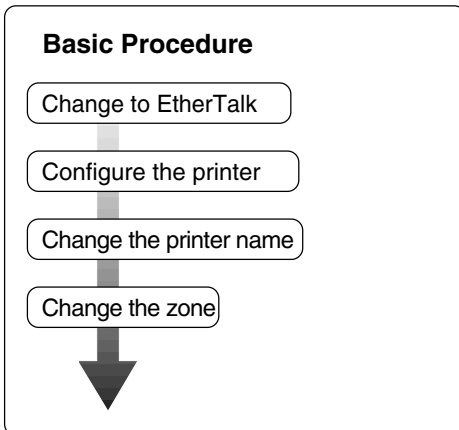 Basic Procedure
Change to EtherTalk
Configure the printer
Change the printer name
Change the zone